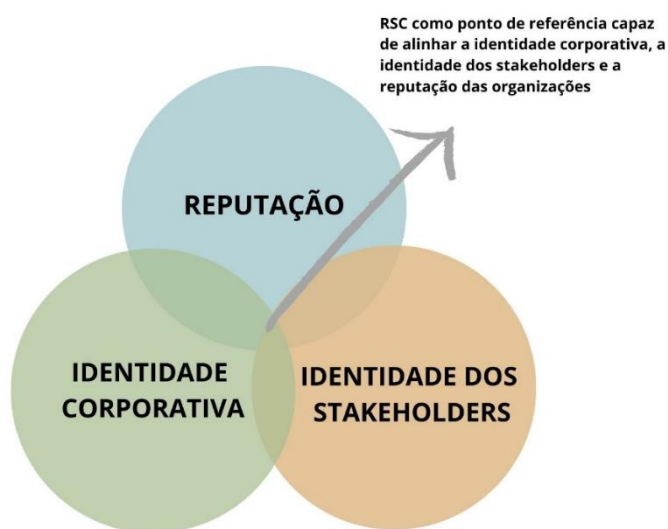 RSC como ponto de referência capaz
de alinhar a identidade corporativa, a
identidade dos stakeholders e a
reputação das organizações
REPUTAÇÃO
IDENTIDADE
CORPORATIVA
IDENTIDADE DOS
STAKEHOLDERS